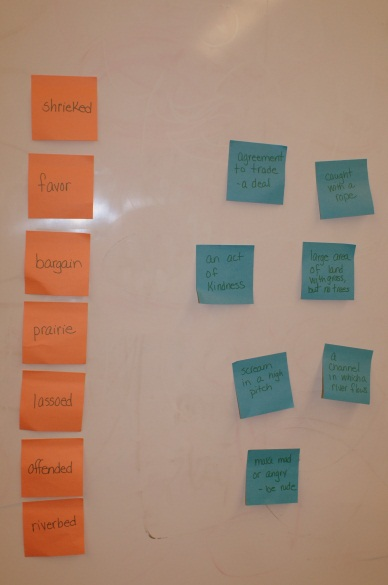 shrieked
favor
bargain
prairie
lassoed
offended
riverbed
agreement
to trade
-a deal
caught
with a
rope
an act
of
kindness
large area
of land
with grass,
but no trees
scream
in a high
pitch
a
channel
in which a
river flows
make mad
or angry
- be rude